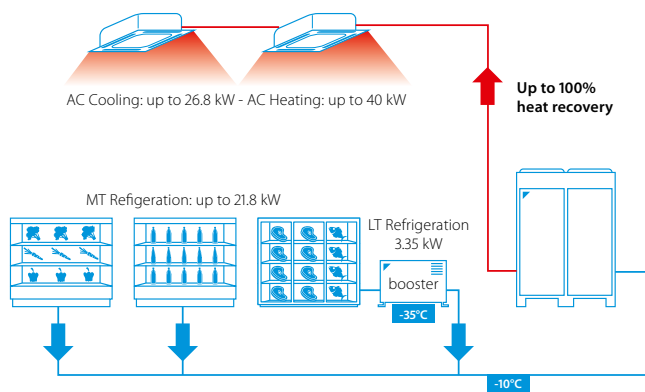 Up to 100%
heat recovery
AC Cooling: up to 26.8 kW - AC Heating: up to 40 kW
MT Refigeration: up to 21.8 kW
LT Refrigeration
3.35 kW
booster
-35°C
-10°C